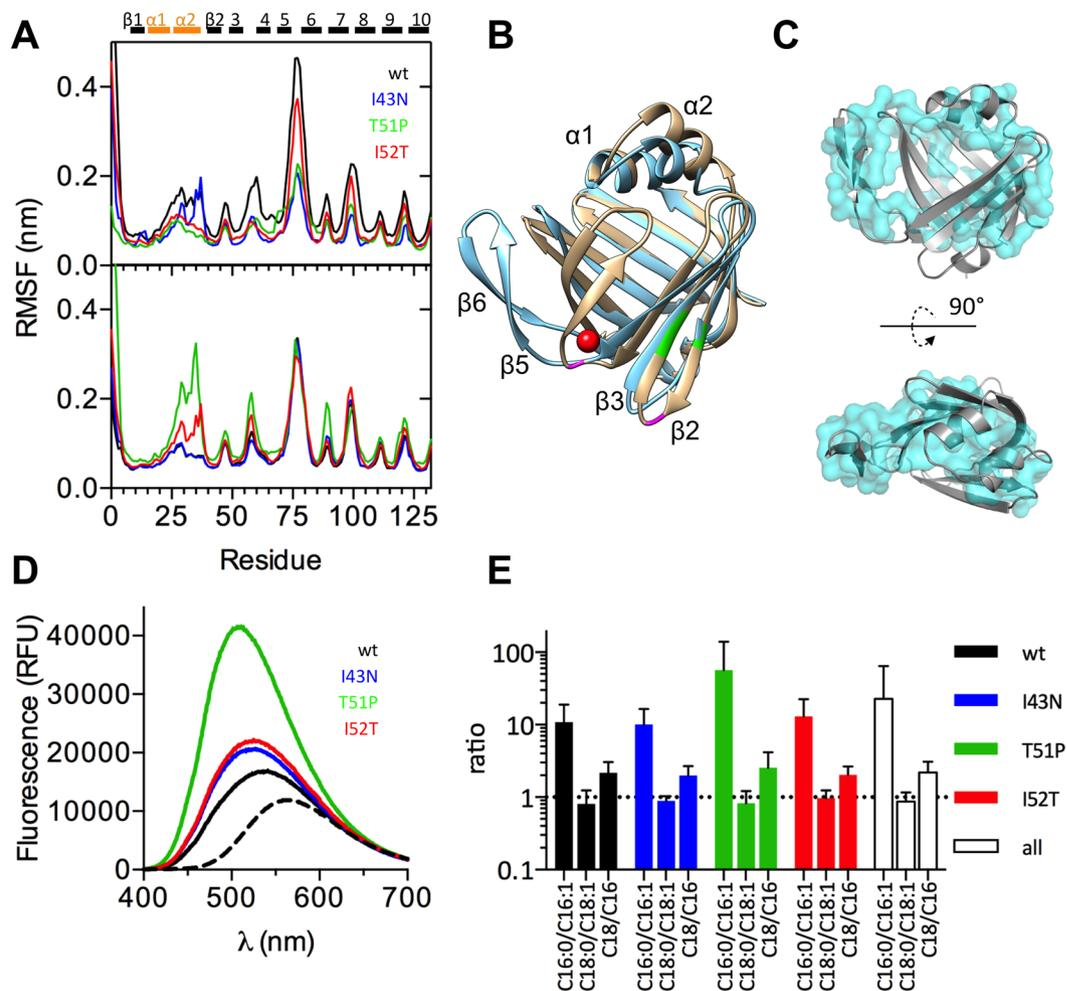 A
β1 α1 α2 β2 3 4 5 6 7 8 9 10
wt
I43N
T51P
I52T
0.4
0.2
0.0
0.4
0.2
0.0
0 25 50 75 100 125
RMSF (nm)
Residue
B
α1
α2
β6
β5
β3
β2
C
90°
D
Fluorescence (RFU)
40000
30000
20000
10000
0
400 500 600 700
λ (nm)
wt
I43N
T51P
I52T
E
ratio
100
10
1
0.1
C16:0/C16:1
C18:0/C18:1
C18/C16
C16:0/C16:1
C18:0/C18:1
C18/C16
C16:0/C16:1
C18:0/C18:1
C18/C16
C16:0/C16:1
C18:0/C18:1
C18/C16
C16:0/C16:1
C18:0/C18:1
C18/C16
wt
I43N
T51P
I52T
all